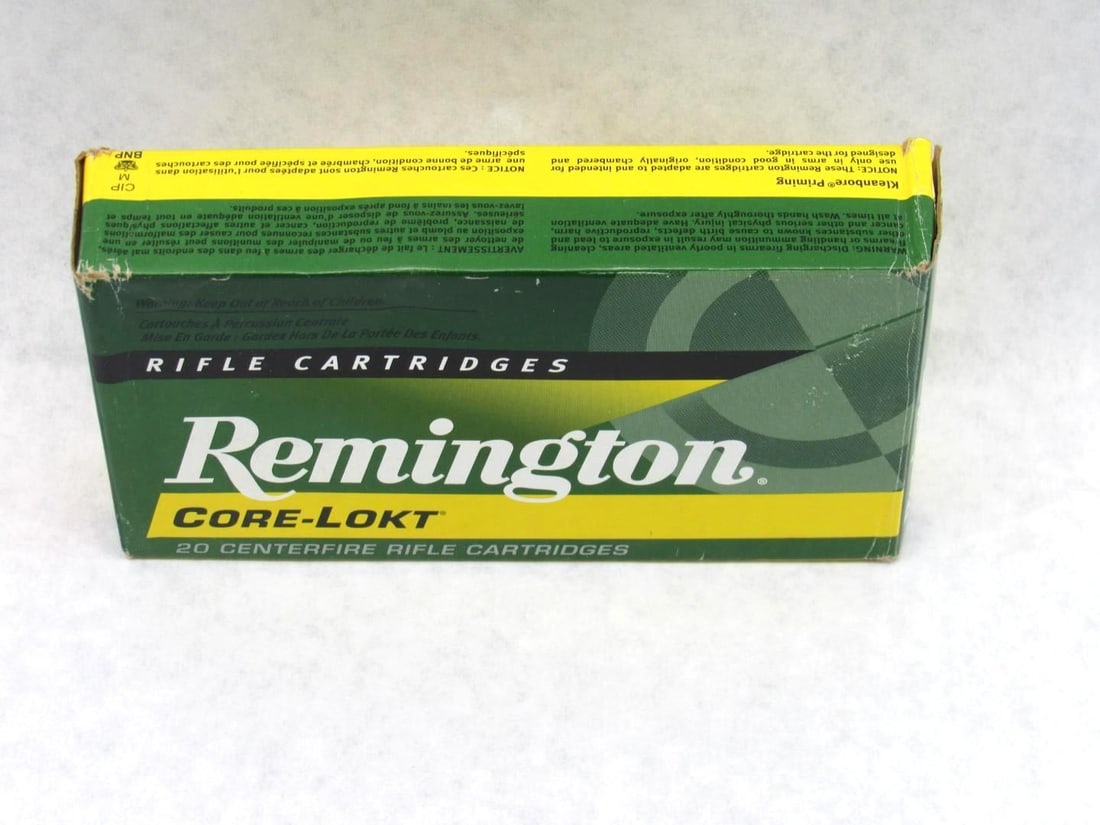 CIP
M
BNP
Kleanbore® Priming
NOTICE: These Remington cartridges are adapted to and intended for
use only in arms in good condition, originally chambered and
designed for the cartridge.
NOTICE : Ces cartouches Remington sont adaptées pour l'utilisation dans
une arme de bonne condition, chambrée et spécifiée pour des cartouches
spécifiques.
Warning: Discharging firearms in poorly ventilated areas, cleaning
firearms or handling ammunition may result in exposure to lead and
other substances known to cause birth defects, reproductive harm,
cancer and other serious physical injury. Have adequate ventilation
at all times. Wash hands thoroughly after exposure.
AVERTISSEMENT : Le fait de décharger des armes à feu dans des endroits mal aérés,
de nettoyer des armes à feu ou de manipuler des munitions peut résulter en une
exposition au plomb et autres substances reconnues pour causer des malformations
de naissance, problème de reproduction, cancer et autres affectations physiques
sérieuses. Assurez-vous de disposer d'une ventilation adéquate en tout temps et
lavez-vous les mains à fond après exposition à ces produits.
Warning: Keep Out of Reach of Children.
Cartouches À Percussion Centrale
Mise En Garde : Gardez Hors De La Portée Des Enfants.
RIFLE CARTRIDGES
Remington®
CORE-LOKT®
20 CENTERFIRE RIFLE CARTRIDGES